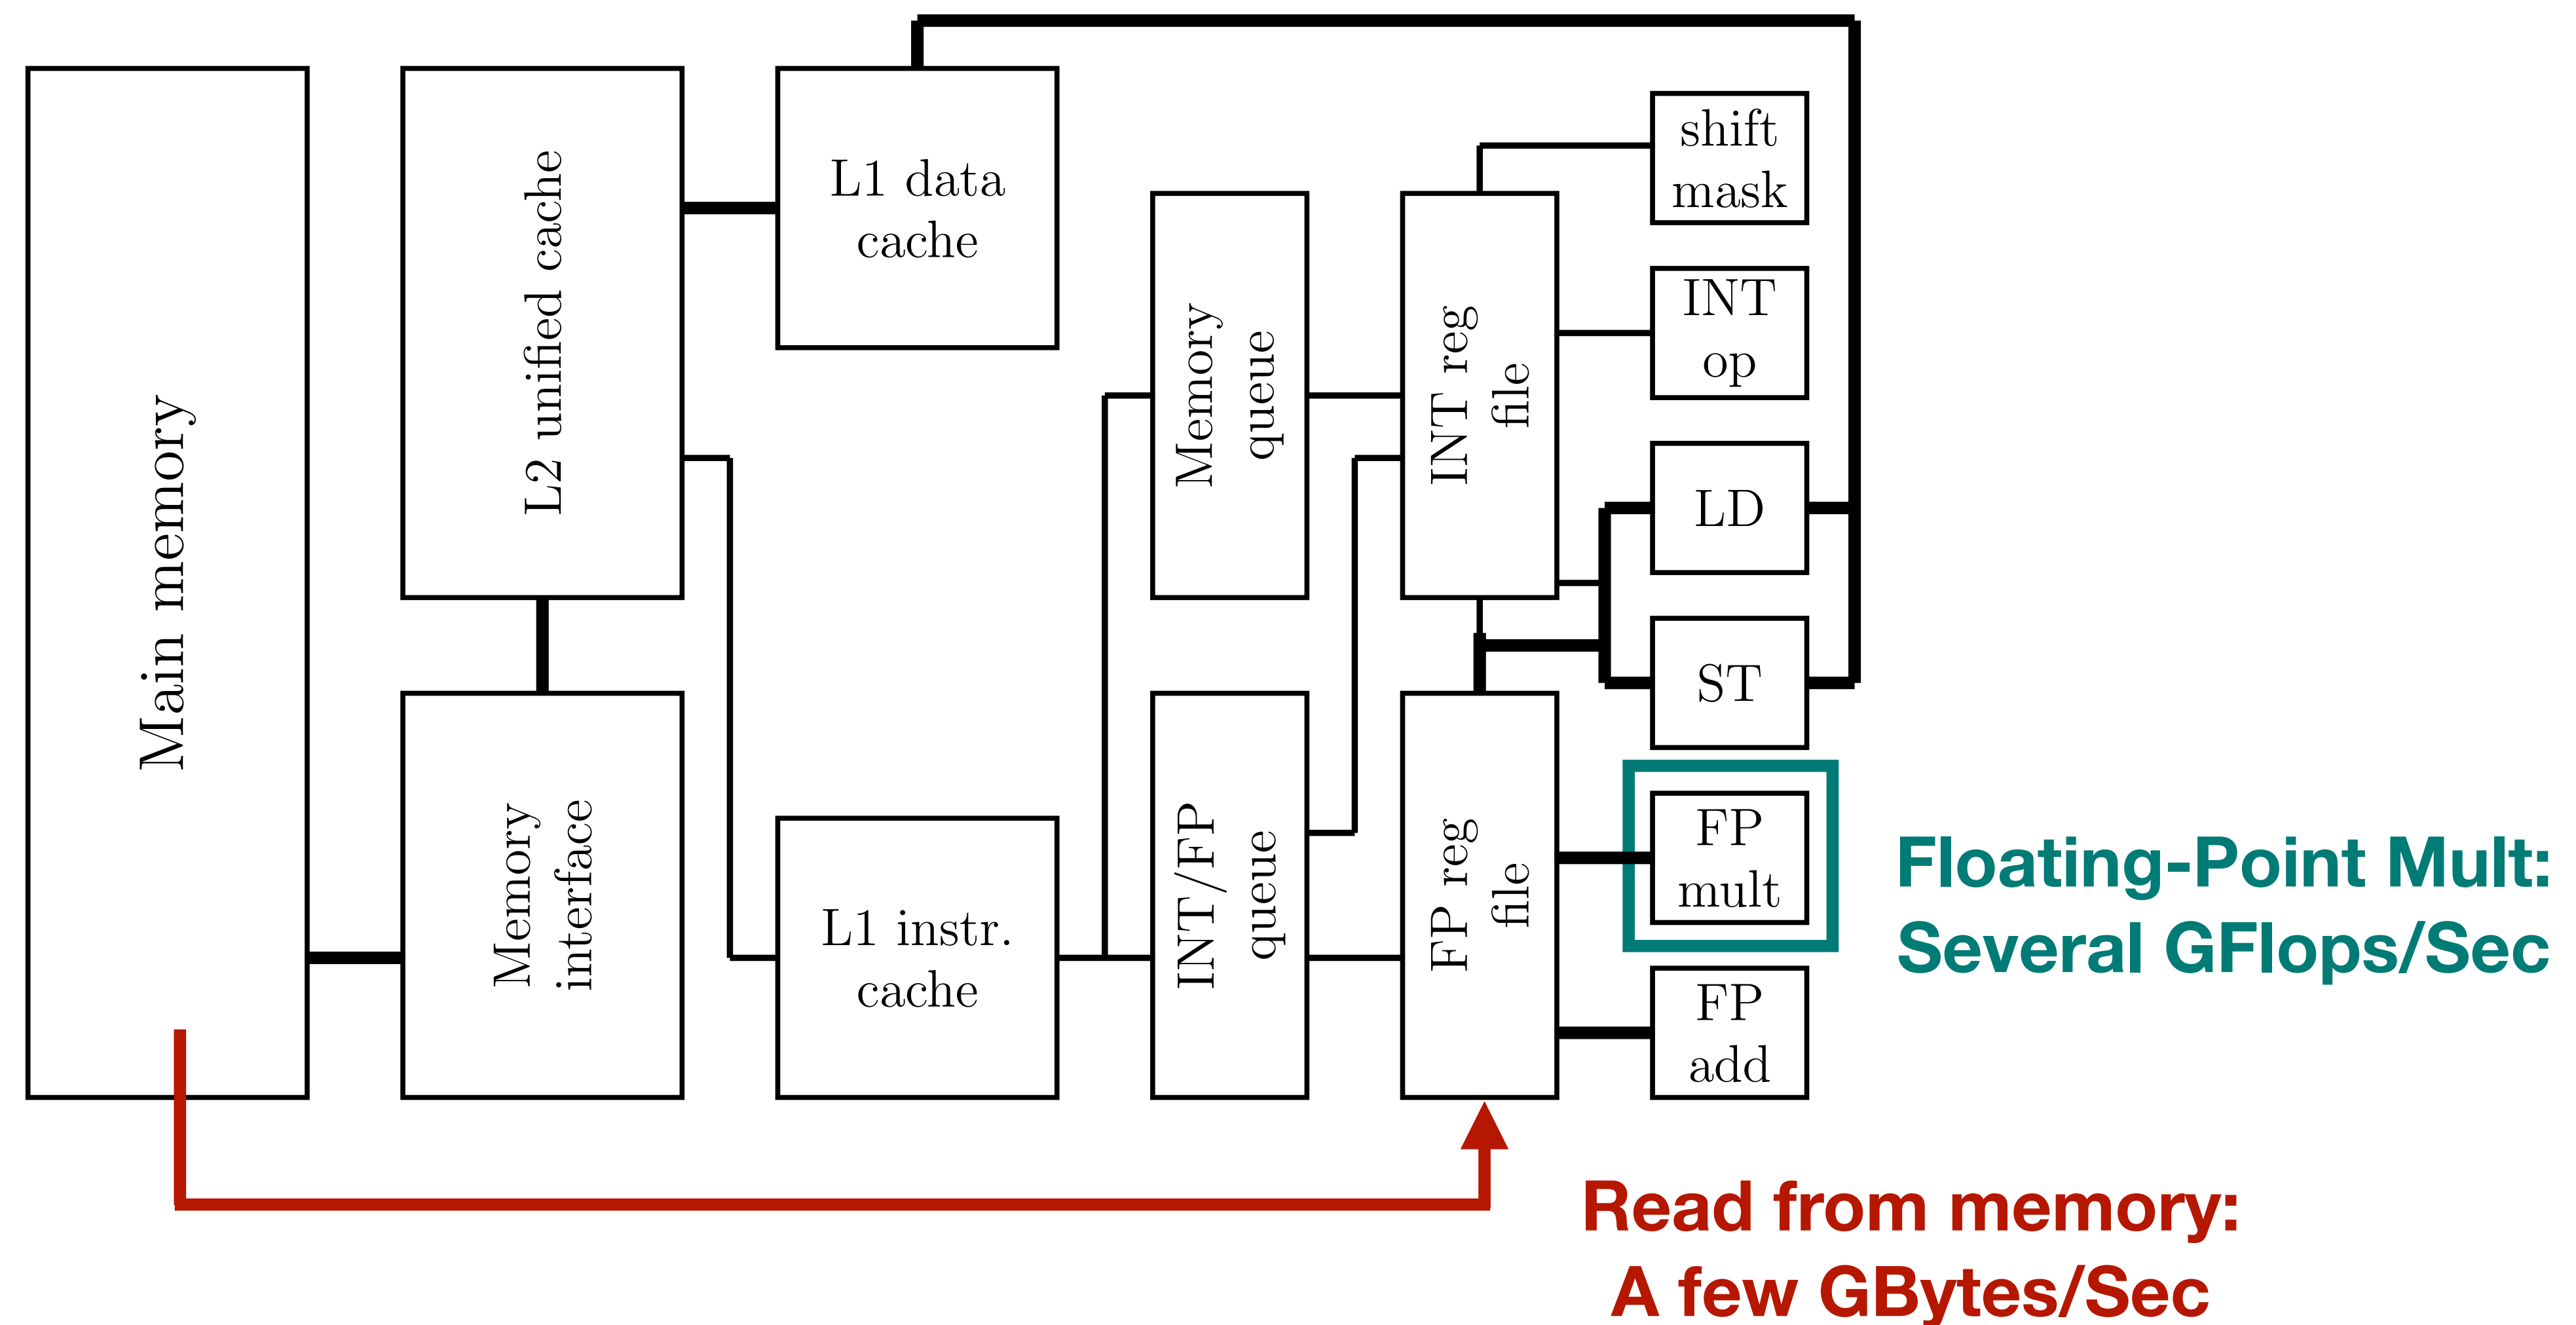 Main memory
L2 unified cache
Memory
interface
L1 data
cache
L1 instr.
cache
Memory
queue
INT/FP
queue
INT reg
file
FP reg
file
shift
mask
INT
op
LD
ST
FP
mult
FP
add
Floating-Point Mult:
Several GFlops/Sec
Read from memory:
A few GBytes/Sec